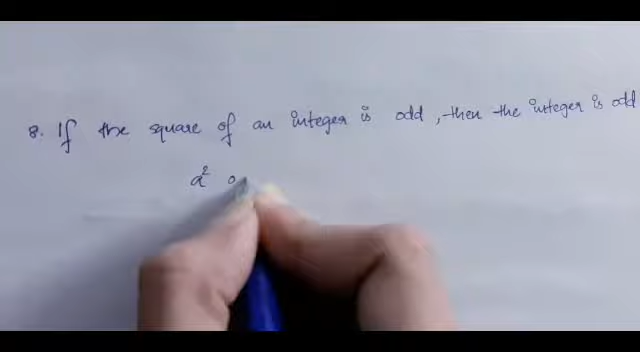 8. If the square of an integer is odd, then the integer is odd
a²